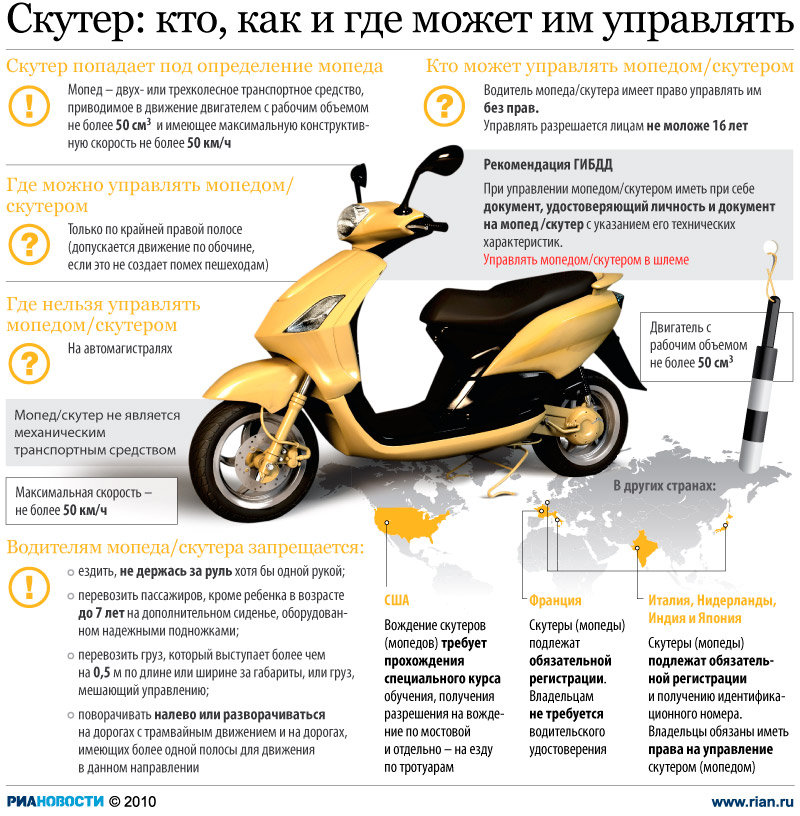 Скутер: кто, как и где может им управлять
Скутер попадает под определение мопеда
Мопед – двух- или трехколесное транспортное средство,
приводимое в движение двигателем с рабочим объемом
не более 50 см³ и имеющее максимальную конструктив-
ную скорость не более 50 км/ч
Кто может управлять мопедом/скутером
Водитель мопеда/скутера имеет право управлять им
без прав.
Управлять разрешается лицам не моложе 16 лет
Рекомендация ГИБДД
При управлении мопедом/скутером иметь при себе
документ, удостоверяющий личность и документ
на мопед /скутер с указанием его технических
характеристик.
Управлять мопедом/скутером в шлеме
Где можно управлять мопедом/
скутером
Только по крайней правой полосе
(допускается движение по обочине,
если это не создает помех пешеходам)
Где нельзя управлять
мопедом/скутером
На автомагистралях
Двигатель с
рабочим объемом
не более 50 см³
Мопед/скутер не является
механическим
транспортным средством
Максимальная скорость –
не более 50 км/ч
Водителям мопеда/скутера запрещается:
ездить, не держась за руль хотя бы одной рукой;
перевозить пассажиров, кроме ребенка в возрасте
до 7 лет на дополнительном сиденье, оборудован-
ном надежными подножками;
перевозить груз, который выступает более чем
на 0,5 м по длине или ширине за габариты, или груз,
мешающий управлению;
поворачивать налево или разворачиваться
на дорогах с трамвайным движением и на дорогах,
имеющих более одной полосы для движения
в данном направлении
В других странах:
США
Вождение скутеров
(мопедов) требует
прохождения
специального курса
обучения, получения
разрешения на вожде-
ние по мостовой
и отдельно – на езду
по тротуарам
Франция
Скутеры (мопеды)
подлежат
обязательной
регистрации.
Владельцам
не требуется
водительского
удостоверения
Италия, Нидерланды,
Индия и Япония
Скутеры (мопеды)
подлежат обязатель-
ной регистрации
и получению идентифика-
ционного номера.
Владельцы обязаны иметь
права на управление
скутером (мопедом)
РИАНОВОСТИ © 2010
www.rian.ru